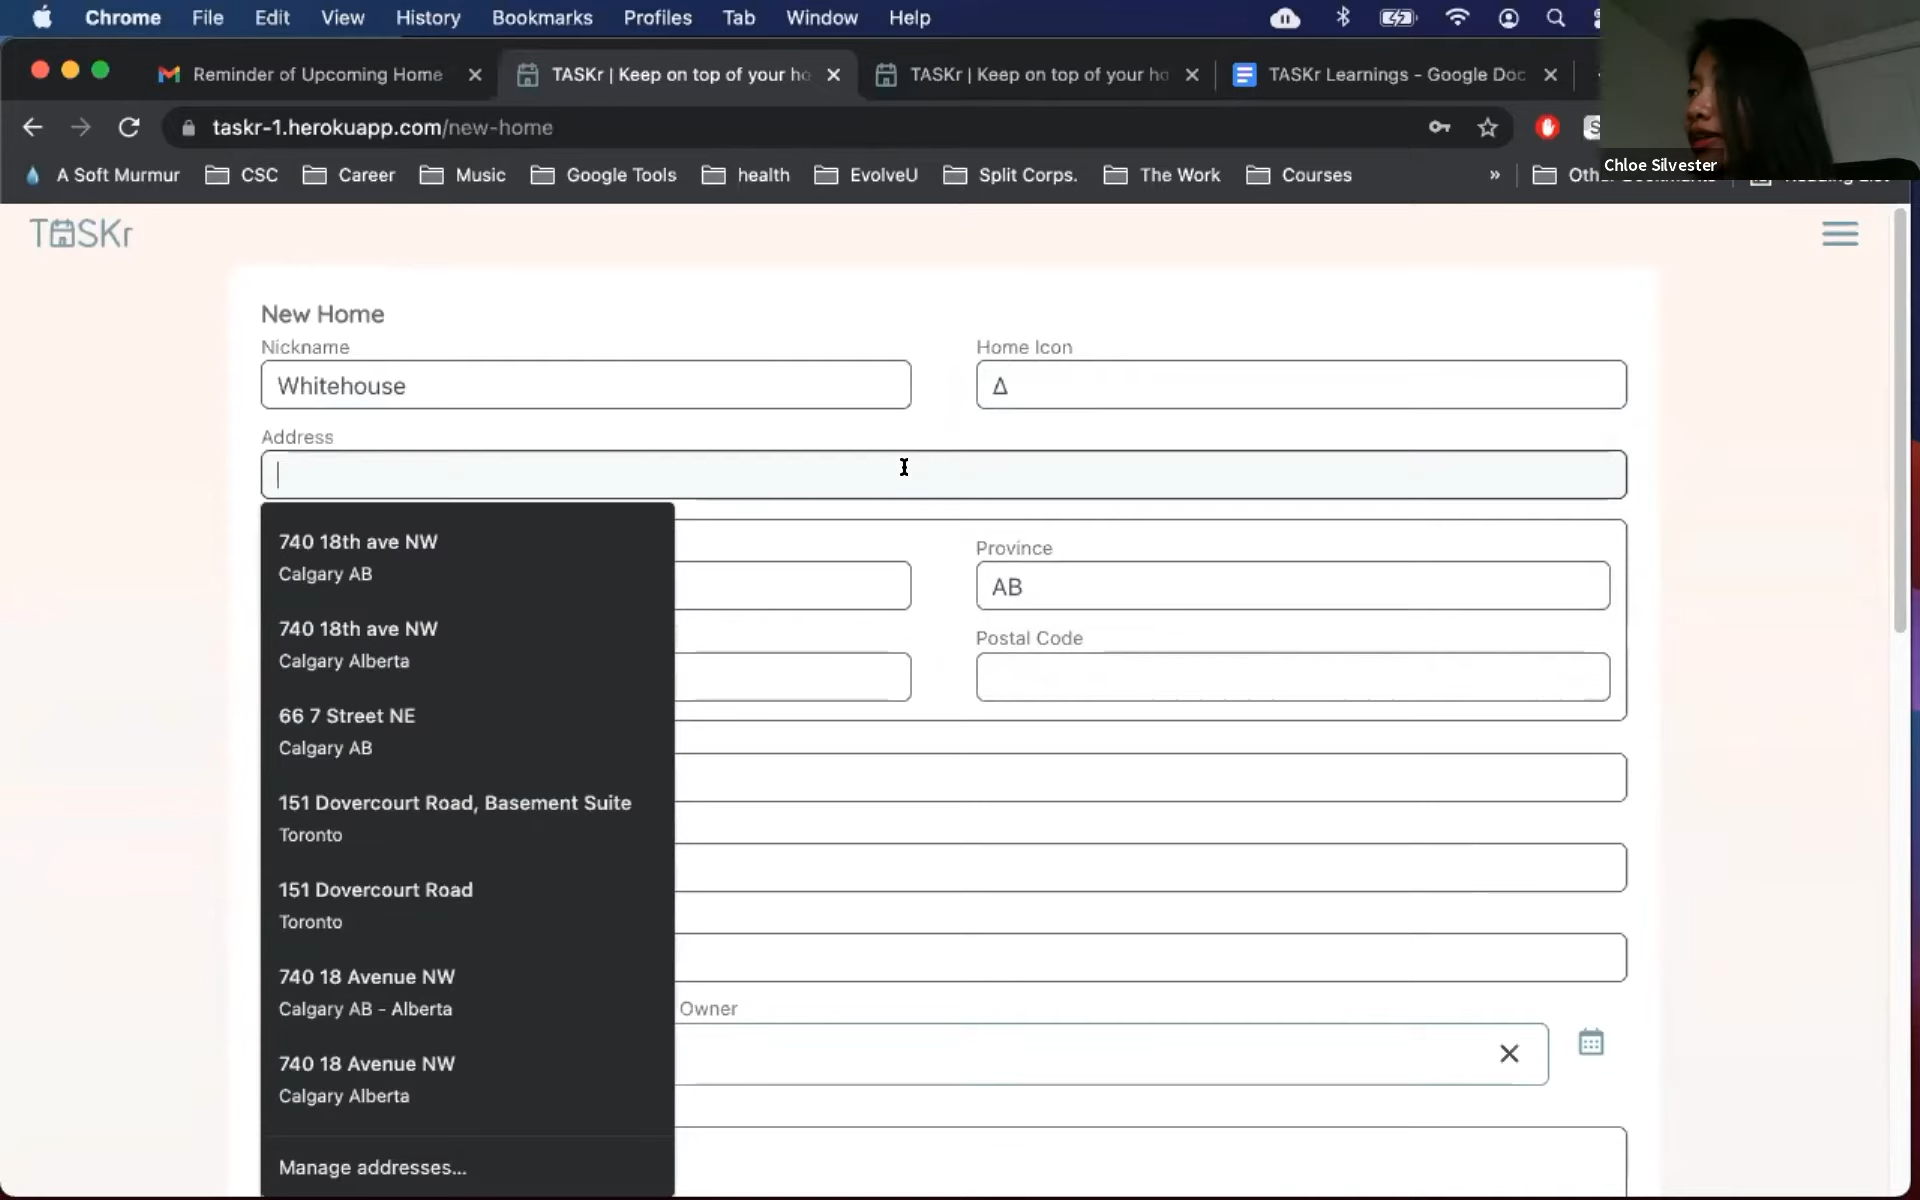 Chrome File Edit View History Bookmarks Profiles Tab Window Help
Reminder of Upcoming Home
TASKr | Keep on top of your ho
TASKr | Keep on top of your ho
TASKr Learnings - Google Doc
taskr-1.herokuapp.com/new-home
A Soft Murmur CSC Career Music Google Tools health EvolveU Split Corps. The Work Courses »
Chloe Silvester
TASKr
New Home
Nickname
Home Icon
Whitehouse
Δ
Address
740 18th ave NW
Calgary AB
740 18th ave NW
Calgary Alberta
66 7 Street NE
Calgary AB
151 Dovercourt Road, Basement Suite
Toronto
151 Dovercourt Road
Toronto
740 18 Avenue NW
Calgary AB - Alberta
740 18 Avenue NW
Calgary Alberta
Manage addresses...
Province
AB
Postal Code
Owner